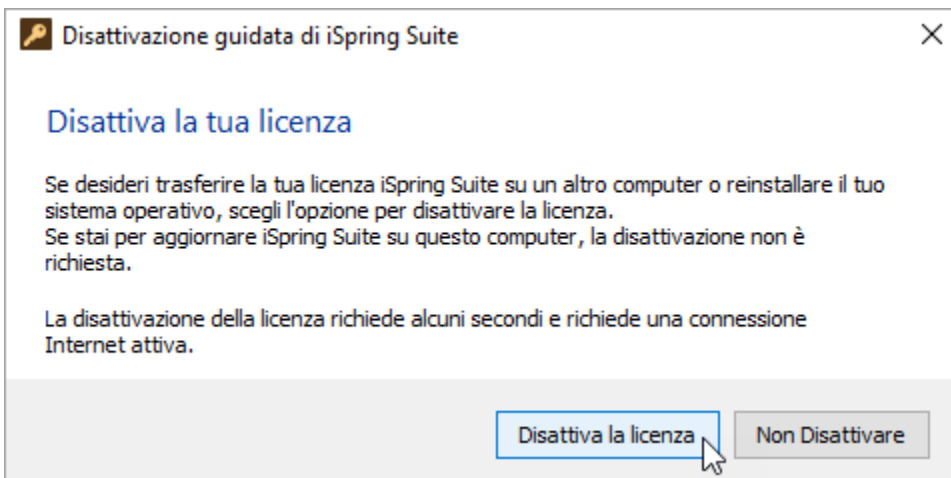 Disattivazione guidata di iSpring Suite
Disattiva la tua licenza
Se desideri trasferire la tua licenza iSpring Suite su un altro computer o reinstallare il tuo
sistema operativo, scegli l'opzione per disattivare la licenza.
Se stai per aggiornare iSpring Suite su questo computer, la disattivazione non è
richiesta.
La disattivazione della licenza richiede alcuni secondi e richiede una connessione
Internet attiva.
Disattiva la licenza
Non Disattivare